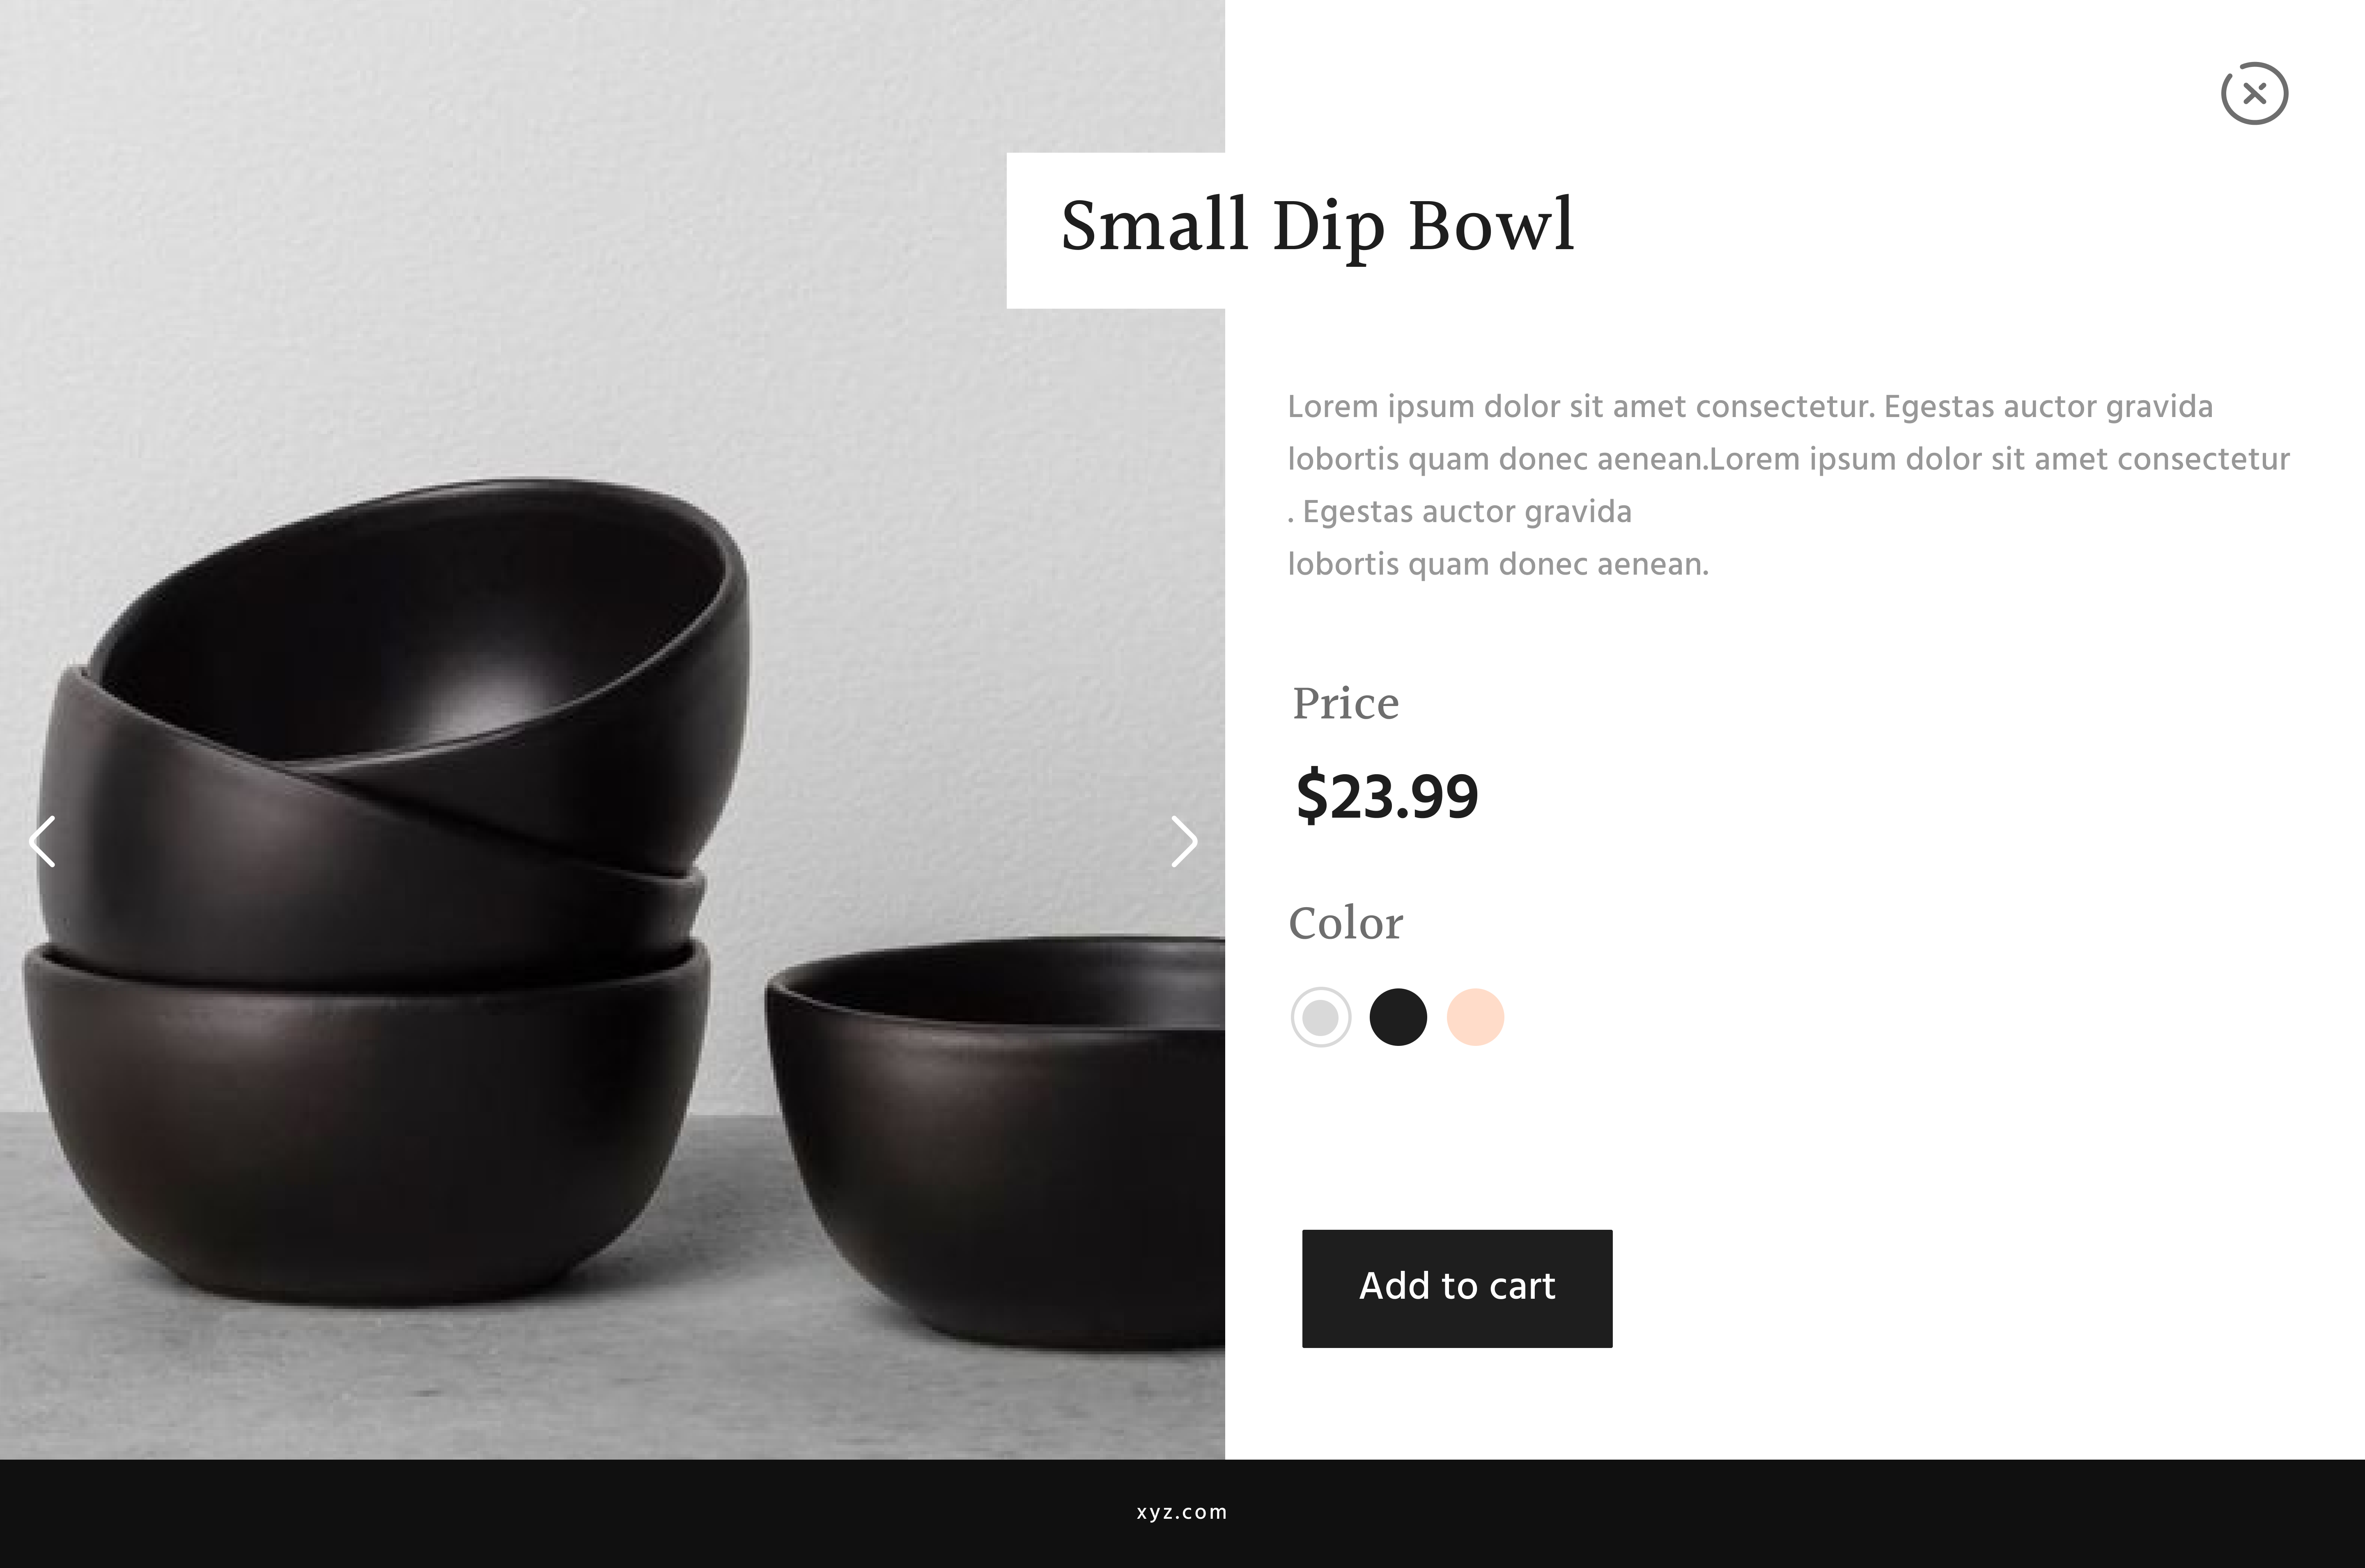 Small Dip Bowl
Lorem ipsum dolor sit amet consectetur. Egestas auctor gravida
lobortis quam donec aenean.Lorem ipsum dolor sit amet consectetur
. Egestas auctor gravida
lobortis quam donec aenean.
Price
$23.99
Color
Add to cart
xyz.com